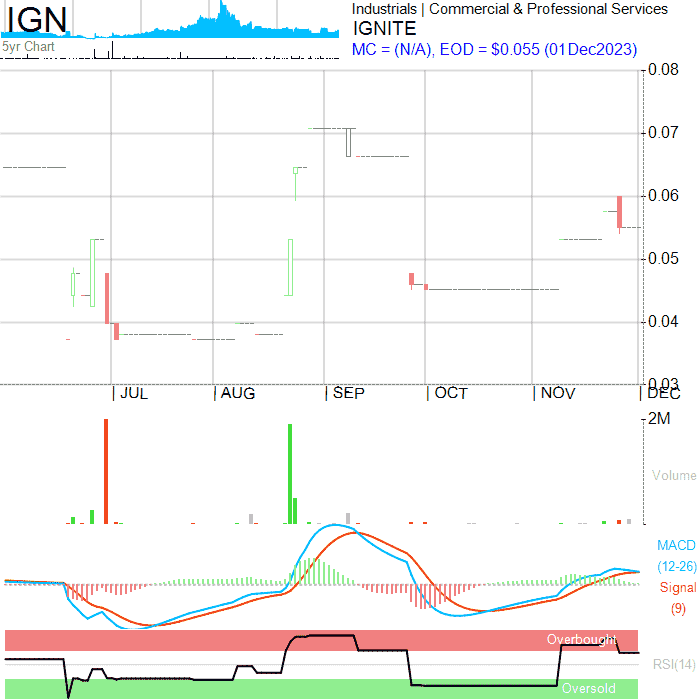 IGN
Industrials | Commercial & Professional Services
IGNITE
5yr Chart
MC = (N/A), EOD = $0.055 (01Dec2023)
0.08
0.07
0.06
0.05
0.04
0.03
JUL AUG SEP OCT NOV DEC
2M
Volume
MACD
(12-26)
Signal
(9)
Overbought
RSI(14)
Oversold